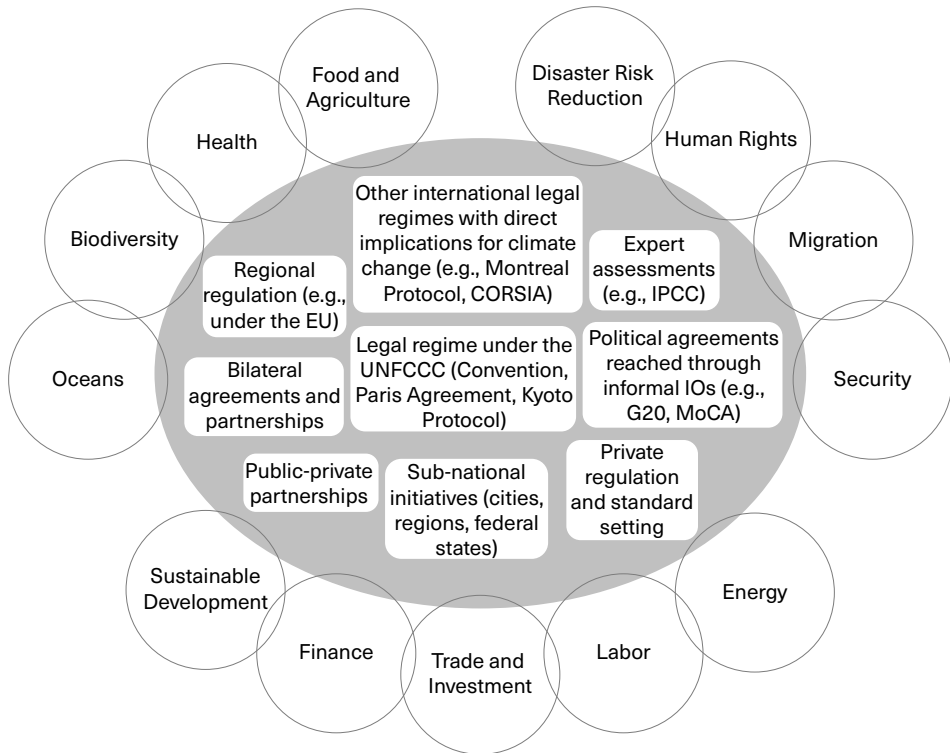 Food and
Agriculture
Disaster Risk
Reduction
Health
Human Rights
Biodiversity
Migration
Other international legal
regimes with direct
implications for climate
change (e.g., Montreal
Protocol, CORSIA)
Expert
assessments
(e.g., IPCC)
Regional
regulation (e.g.,
under the EU)
Oceans
Bilateral
agreements and
partnerships
Legal regime under the
UNFCCC (Convention,
Paris Agreement, Kyoto
Protocol)
Political agreements
reached through
informal IOs (e.g.,
G20, MoCA)
Security
Public-private
partnerships
Sub-national
initiatives (cities,
regions, federal
states)
Private
regulation
and standard
setting
Sustainable
Development
Finance
Trade and
Investment
Labor
Energy